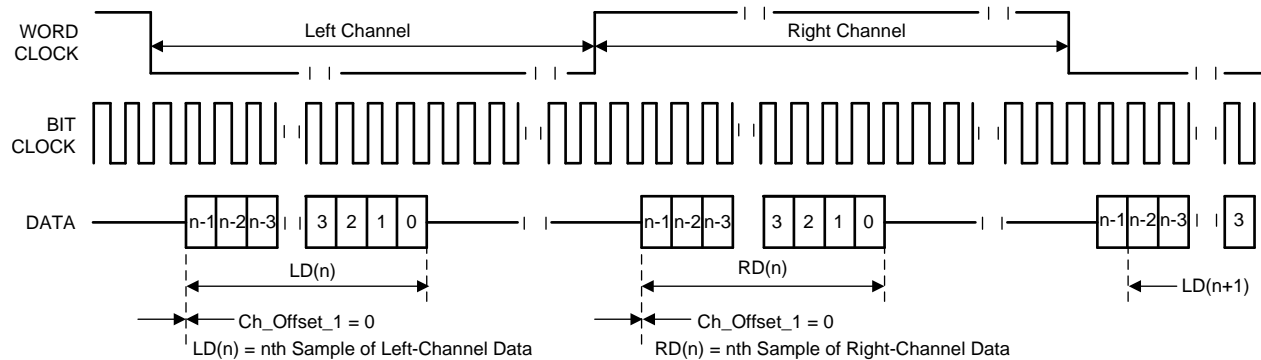 WORD
CLOCK
Left Channel
Right Channel
BIT
CLOCK
DATA
n-1 n-2 n-3 3 2 1 0 n-1 n-2 n-3 3 2 1 0 n-1 n-2 n-3 3
LD(n)
RD(n)
LD(n+1)
Ch_Offset_1 = 0
Ch_Offset_1 = 0
LD(n) = nth Sample of Left-Channel Data
RD(n) = nth Sample of Right-Channel Data